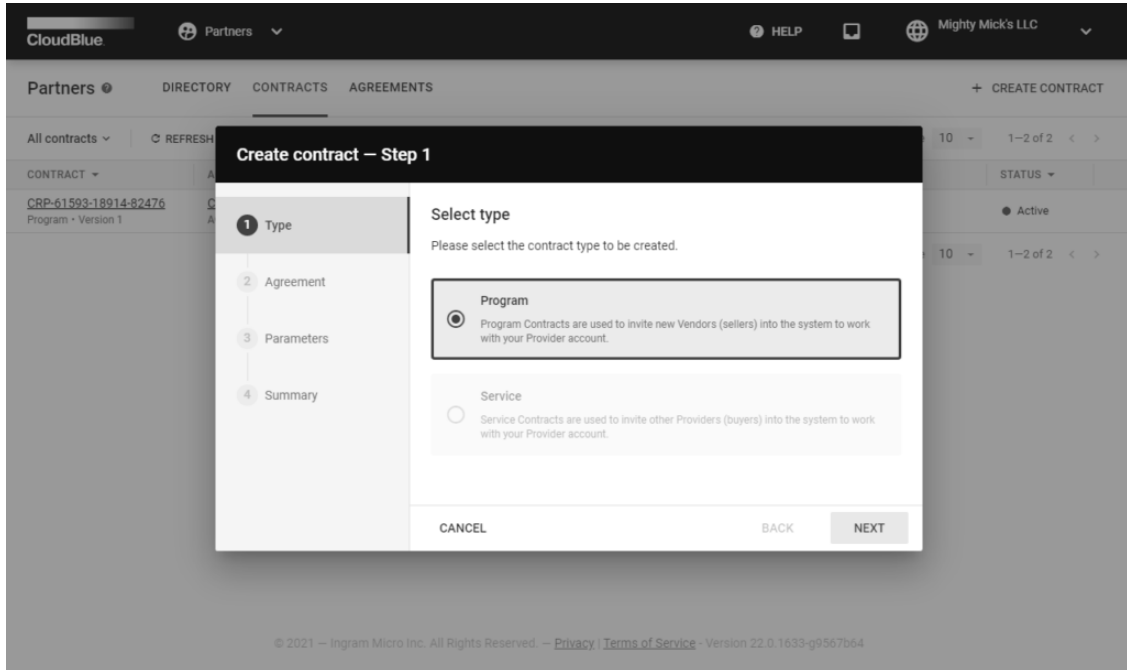 CloudBlue.
Partners
HELP
Mighty Mick's LLC
Partners
DIRECTORY
CONTRACTS
AGREEMENTS
+ CREATE CONTRACT
All contracts
REFRESH
10
1–2 of 2
CONTRACT
A
STATUS
CRP-61593-18914-82476
C
Program • Version 1
A
Active
10
1–2 of 2
Create contract — Step 1
1 Type
2 Agreement
3 Parameters
4 Summary
Select type
Please select the contract type to be created.
Program
Program Contracts are used to invite new Vendors (sellers) into the system to work
with your Provider account.
Service
Service Contracts are used to invite other Providers (buyers) into the system to work
with your Provider account.
CANCEL
BACK
NEXT
© 2021 — Ingram Micro Inc. All Rights Reserved. — Privacy | Terms of Service - Version 22.0.1633-g9567b64